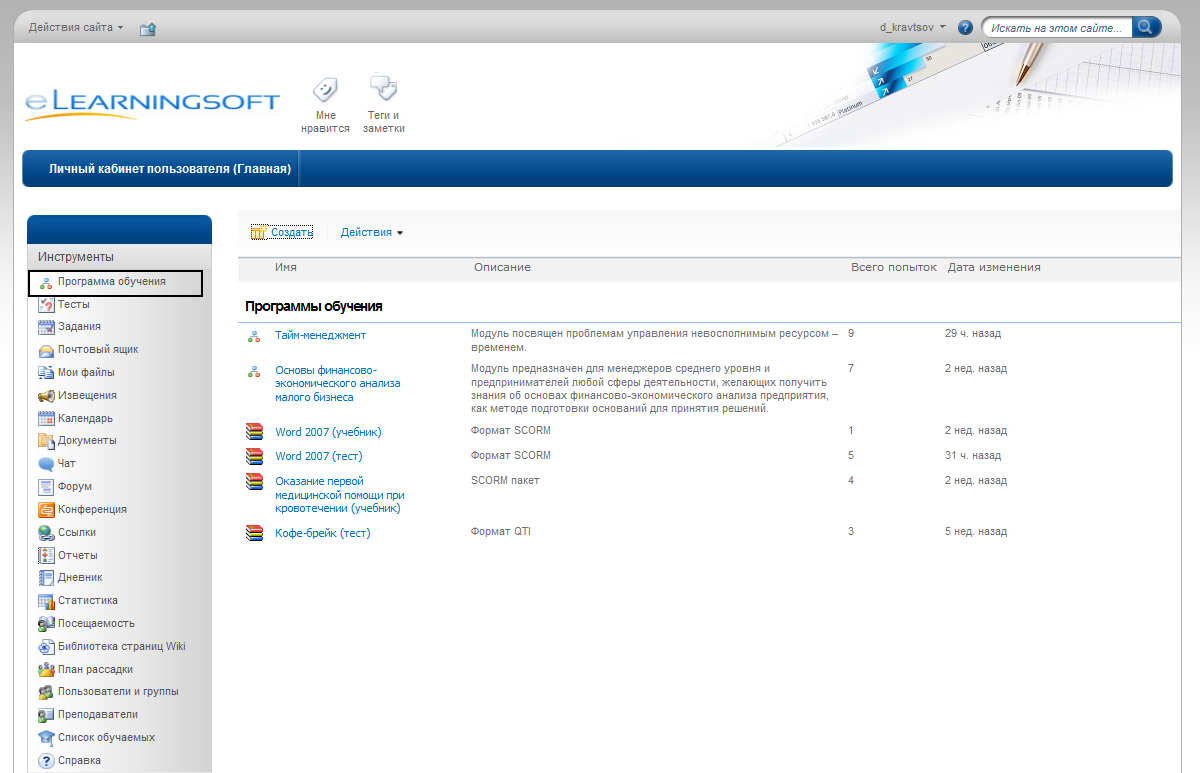 Действия сайта
d_kravtsov
?
Искать на этом сайте...
eLearningsoft
Мне
нравится
Теги и
заметки
Platinum
Личный кабинет пользователя (Главная)
Инструменты
Программа обучения
Тесты
Задания
Почтовый ящик
Мои файлы
Извещения
Календарь
Документы
Чат
Форум
Конференция
Ссылки
Отчеты
Дневник
Статистика
Посещаемость
Библиотека страниц Wiki
План рассадки
Пользователи и группы
Преподаватели
Список обучаемых
? Справка
Создать Действия
Имя Описание Всего попыток Дата изменения
Программы обучения
Тайм-менеджмент Модуль посвящен проблемам управления невосполнимым ресурсом – 9 29 ч. назад
временем.
Основы финансово- Модуль предназначен для менеджеров среднего уровня и 7 2 нед. назад
экономического анализа предпринимателей любой сферы деятельности, желающих получить
малого бизнеса знания об основах финансово-экономического анализа предприятия,
как методе подготовки оснований для принятия решений.
Word 2007 (учебник) Формат SCORM 1 2 нед. назад
Word 2007 (тест) Формат SCORM 5 31 ч. назад
Оказание первой SCORM пакет 4 2 нед. назад
медицинской помощи при
кровотечении (учебник)
Кофе-брейк (тест) Формат QTI 3 5 нед. назад